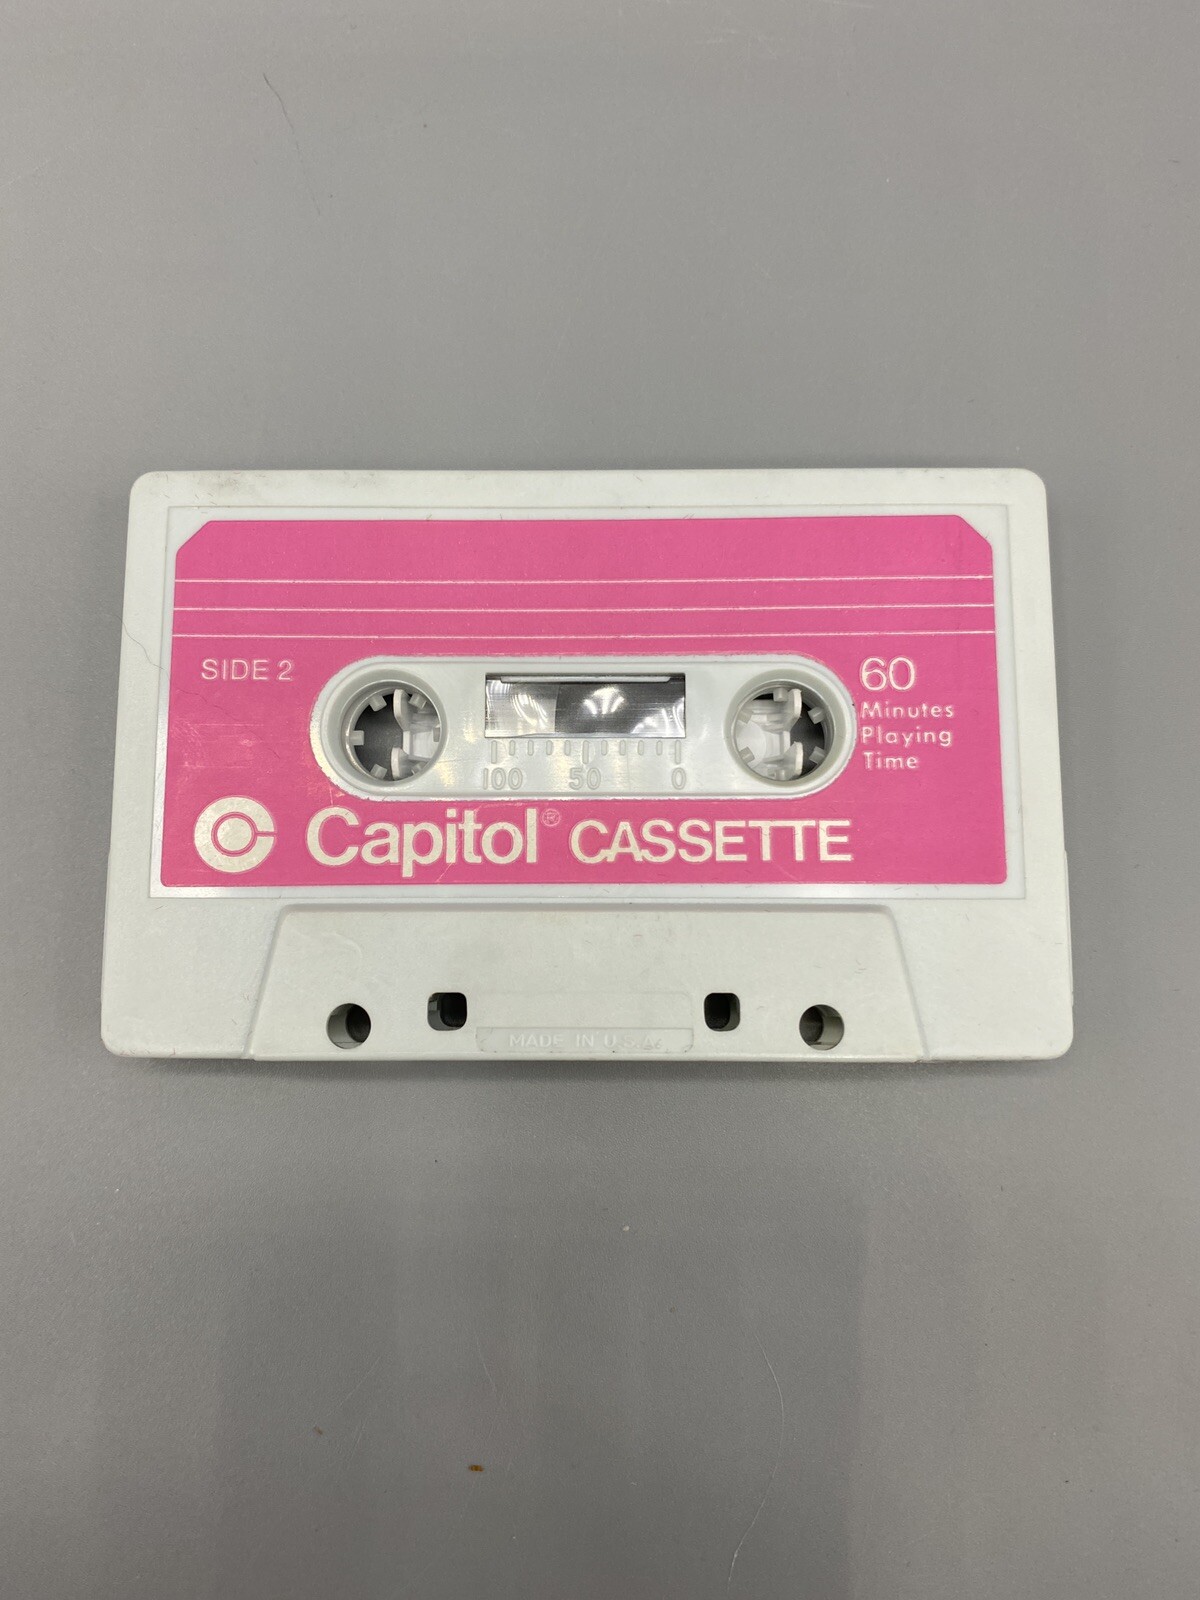 SIDE 2
60
Minutes
Playing
Time
100 50 0
Capitol® CASSETTE
MADE IN U.S.A.